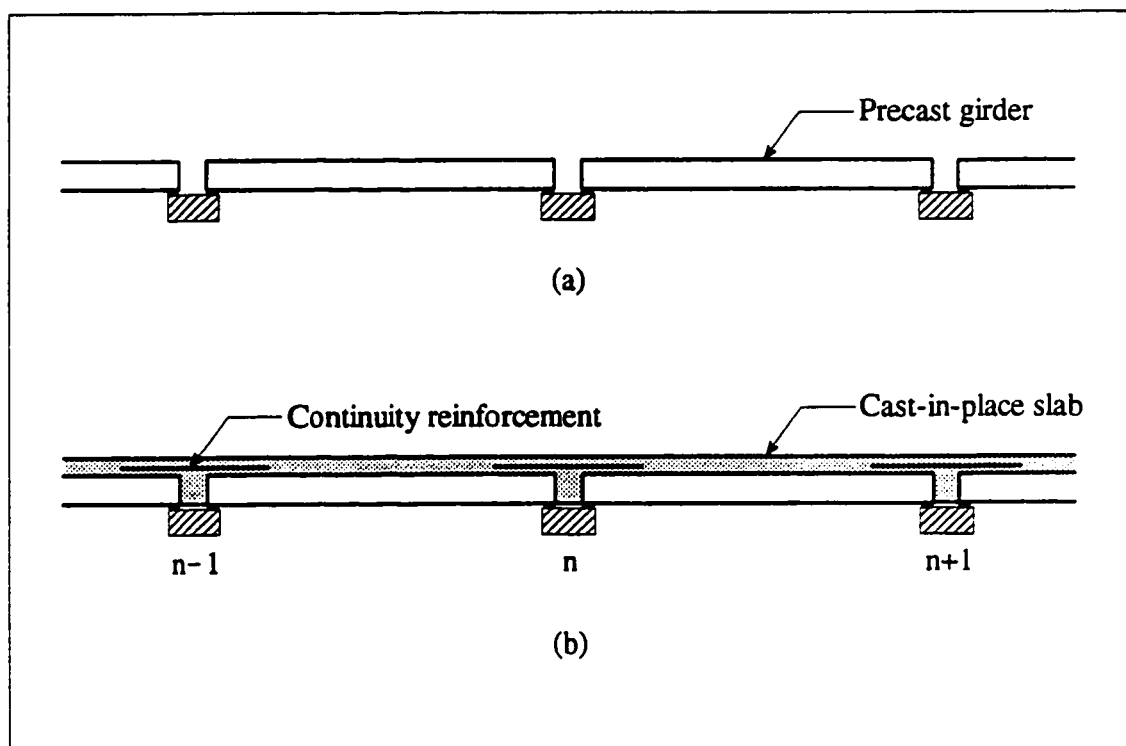 Precast girder
(a)
Continuity reinforcement
Cast-in-place slab
n-1
n
n+1
(b)